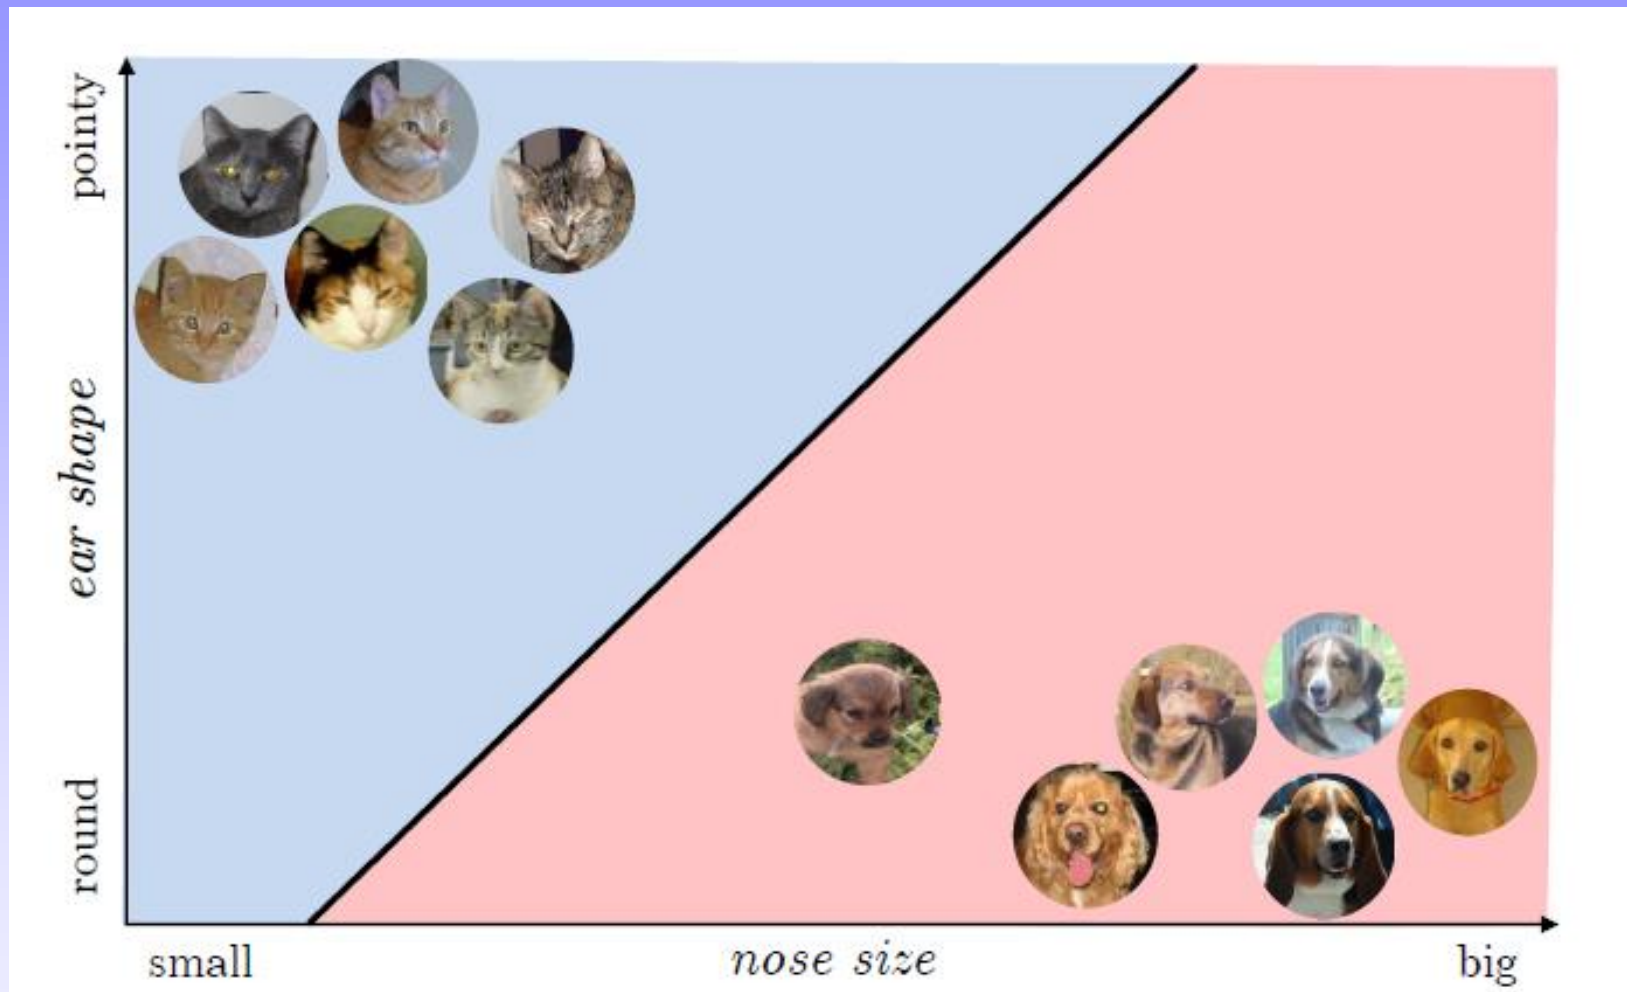 pointy
ear shape
round
small
nose size
big